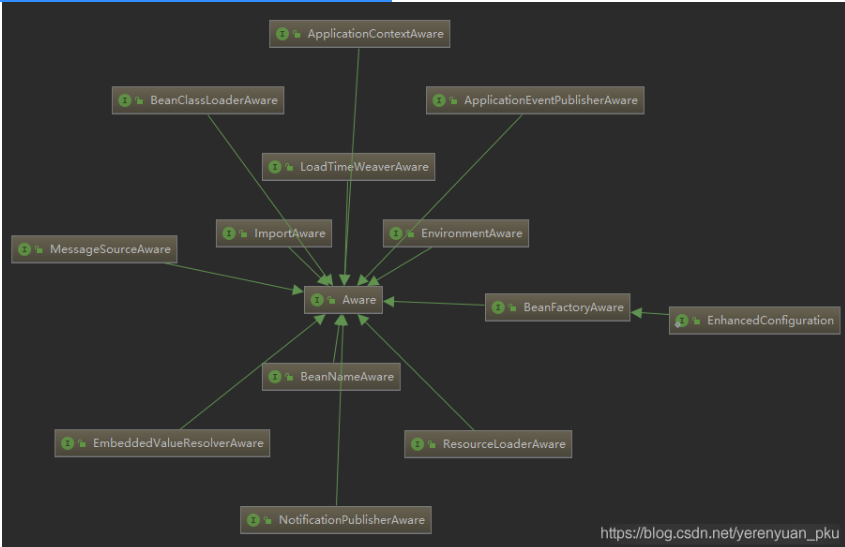 ApplicationContextAware
BeanClassLoaderAware
ApplicationEventPublisherAware
LoadTimeWeaverAware
ImportAware
EnvironmentAware
MessageSourceAware
Aware
BeanFactoryAware
EnhancedConfiguration
BeanNameAware
EmbeddedValueResolverAware
ResourceLoaderAware
NotificationPublisherAware
https://blog.csdn.net/yerenyuan_pku